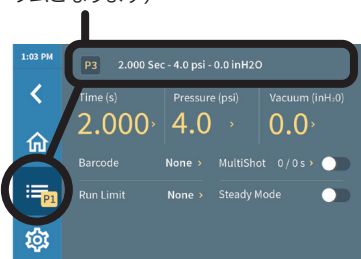 1:03 PM
P3 2.000 Sec - 4.0 psi - 0.0 inH2O
Time (s) Pressure (psi) Vacuum (inH₂0)
2.000 › 4.0 › 0.0 ›
Barcode None › MultiShot 0 / 0 s ›
P1
Run Limit None › Steady Mode